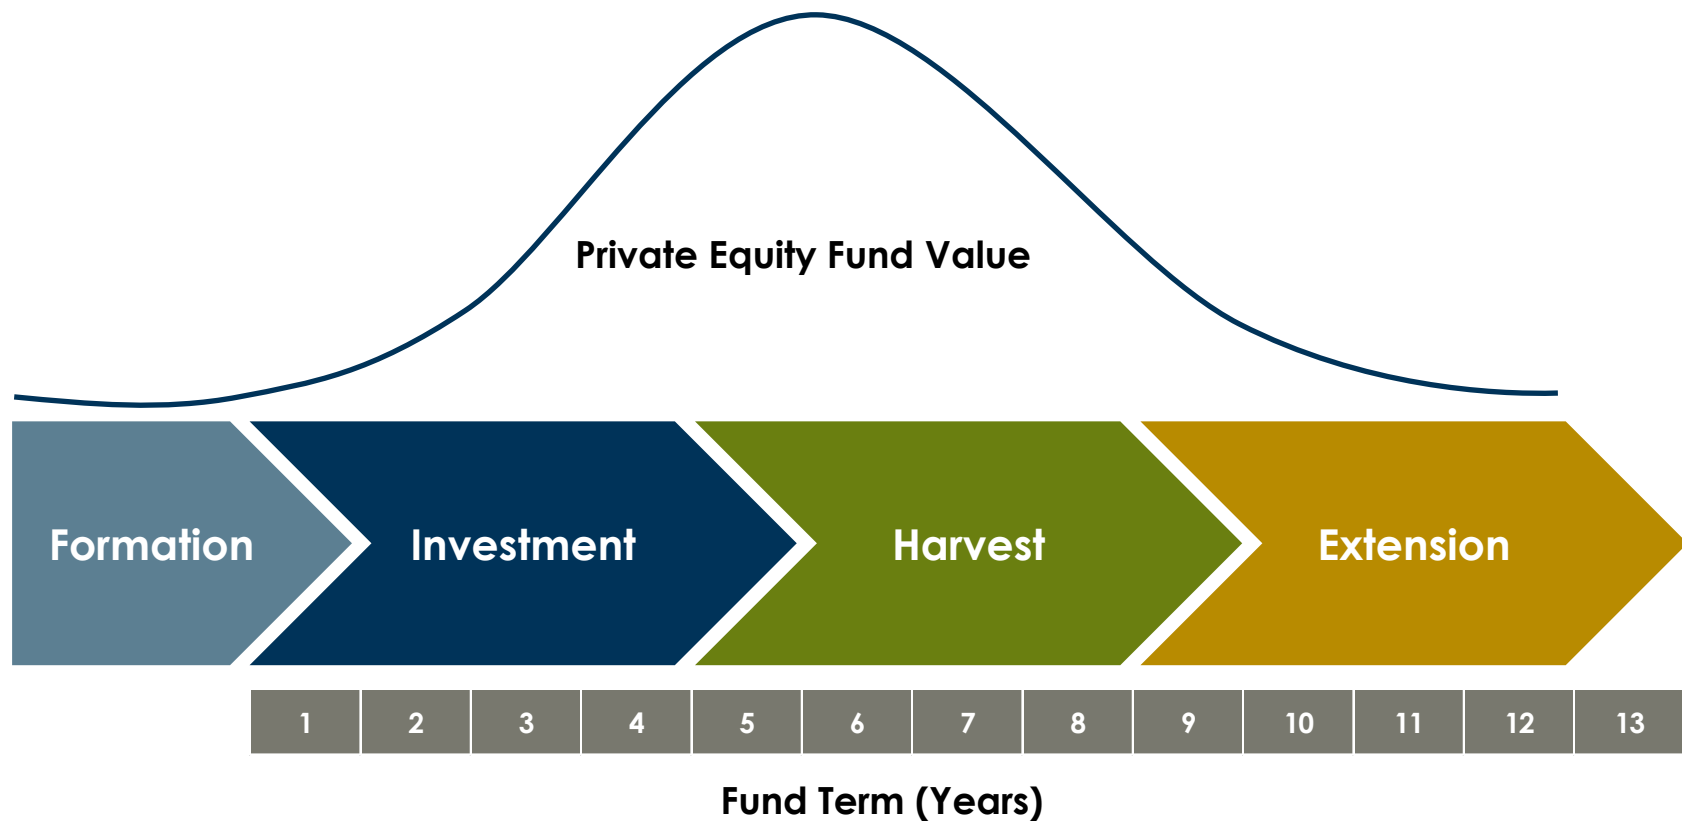 Private Equity Fund Value
Formation
Investment
Harvest
Extension
1 2 3 4 5 6 7 8 9 10 11 12 13
Fund Term (Years)